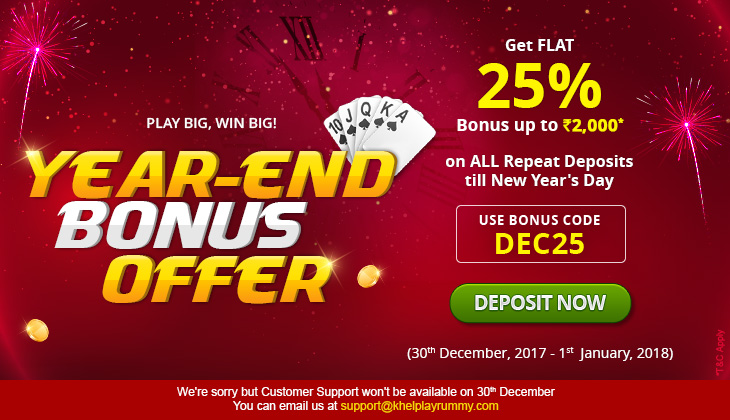 PLAY BIG, WIN BIG!
YEAR-END
BONUS
OFFER
10 J Q K A
XII
Get FLAT
25%
Bonus up to ₹2,000*
on ALL Repeat Deposits
till New Year's Day
USE BONUS CODE
DEC25
DEPOSIT NOW
(30th December, 2017 - 1st January, 2018)
*T&C Apply
We're sorry but Customer Support won't be available on 30th December
You can email us at support@khelplayrummy.com